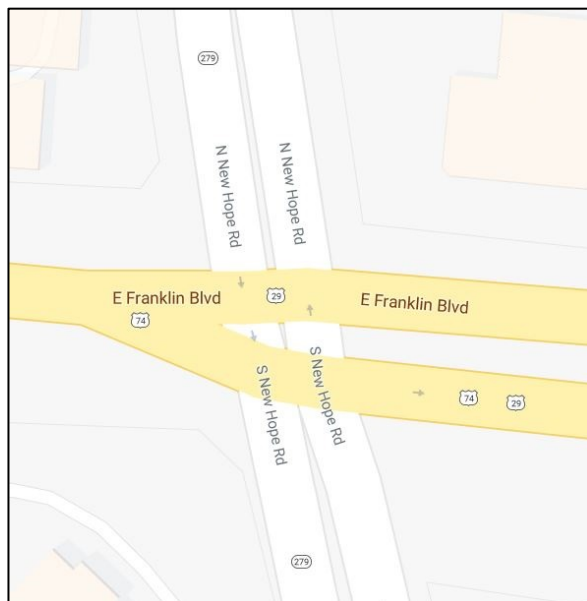 279
N New Hope Rd
N New Hope Rd
E Franklin Blvd
29
E Franklin Blvd
74
S New Hope Rd
S New Hope Rd
74
29
279